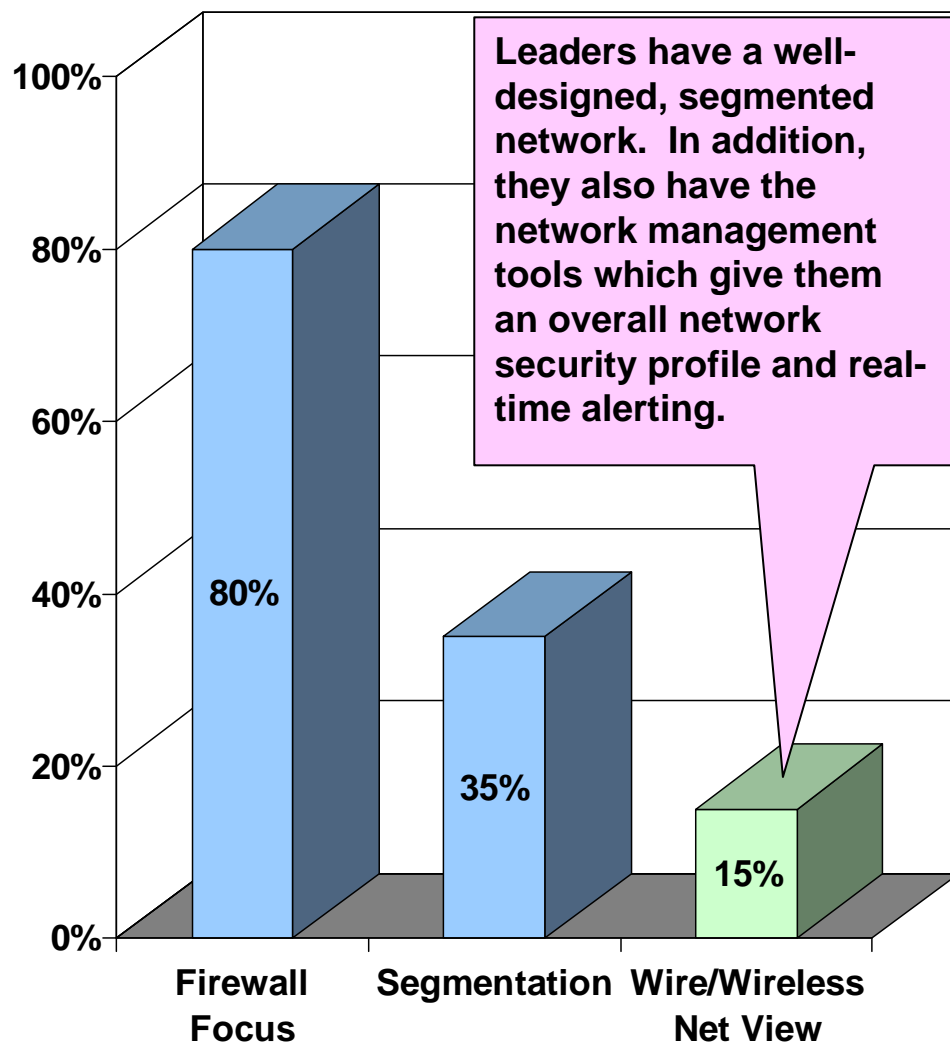 100%
80%
60%
40%
20%
0%
Leaders have a well-
designed, segmented
network.  In addition,
they also have the
network management
tools which give them
an overall network
security profile and real-
time alerting.
80%
35%
15%
Firewall
Focus
Segmentation
Wire/Wireless
Net View